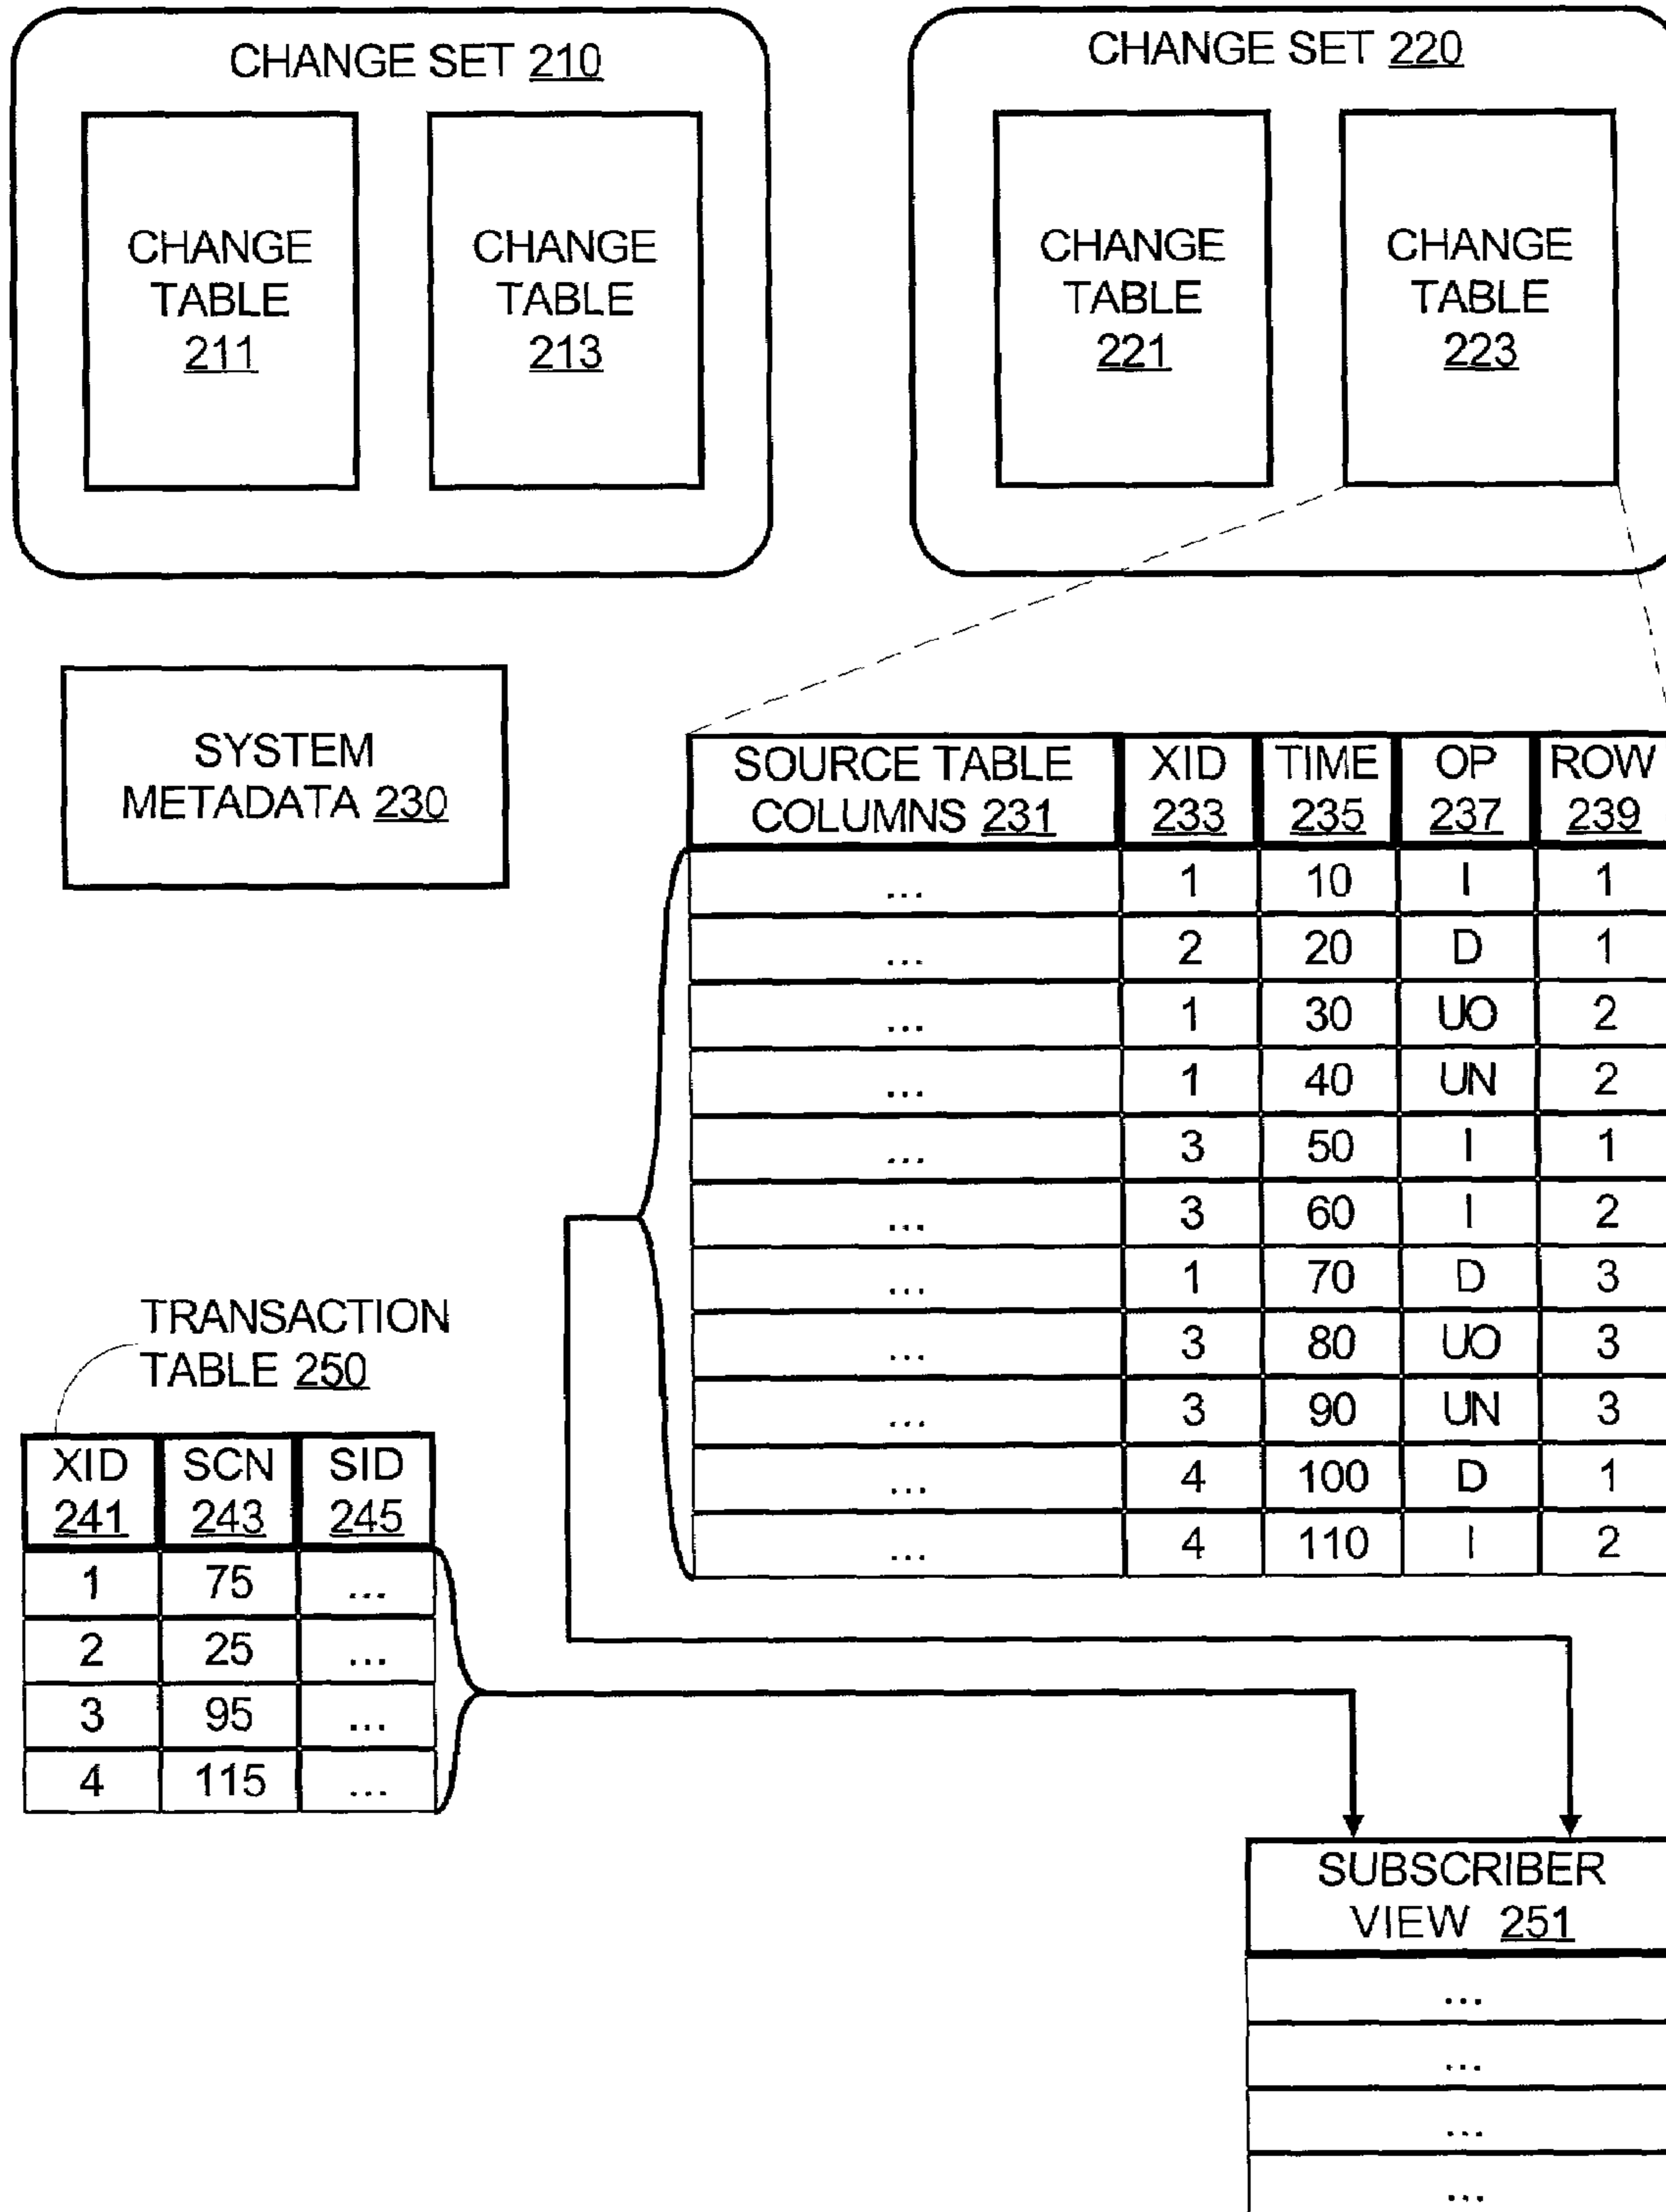 CHANGE SET 210
CHANGE
TABLE
211
CHANGE
TABLE
213
CHANGE SET 220
CHANGE
TABLE
221
CHANGE
TABLE
223
SYSTEM
METADATA 230
SOURCE TABLE XID TIME OP ROW
COLUMNS 231 233 235 237 239
... 1 10 I 1
... 2 20 D 1
... 1 30 UO 2
... 1 40 UN 2
... 3 50 I 1
... 3 60 I 2
... 1 70 D 3
... 3 80 UO 3
... 3 90 UN 3
... 4 100 D 1
... 4 110 I 2
TRANSACTION
TABLE 250
XID SCN SID
241 243 245
1 75 ...
2 25 ...
3 95 ...
4 115 ...
SUBSCRIBER
VIEW 251
...
...
...
...